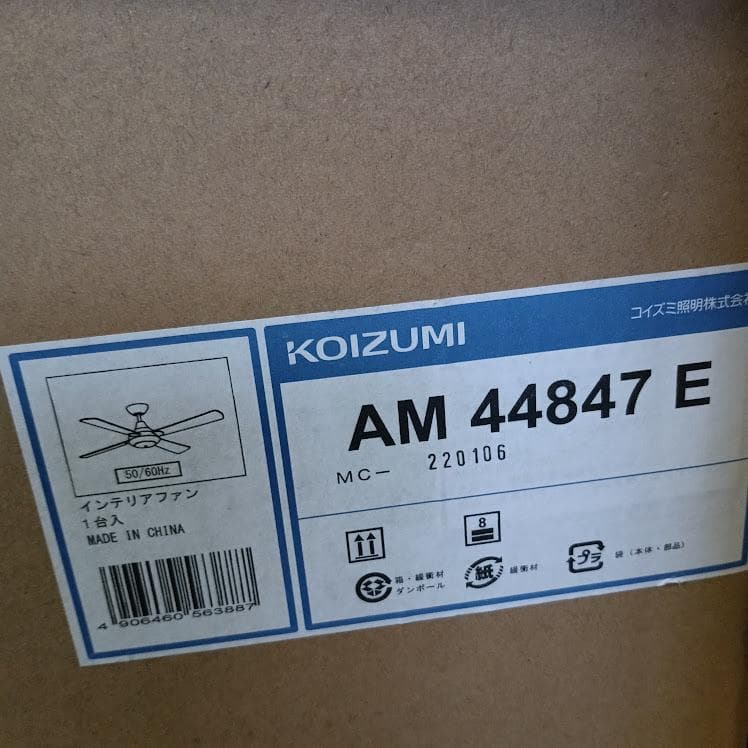 KOIZUMI
コイズミ照明株式会社
AM 44847 E
MC- 220106
50/60Hz
インテリアファン
1台入
MADE IN CHINA
4 906460 563887
8
箱・緩衝材
ダンボール
紙
緩衝材
プラ
袋(本体・部品)